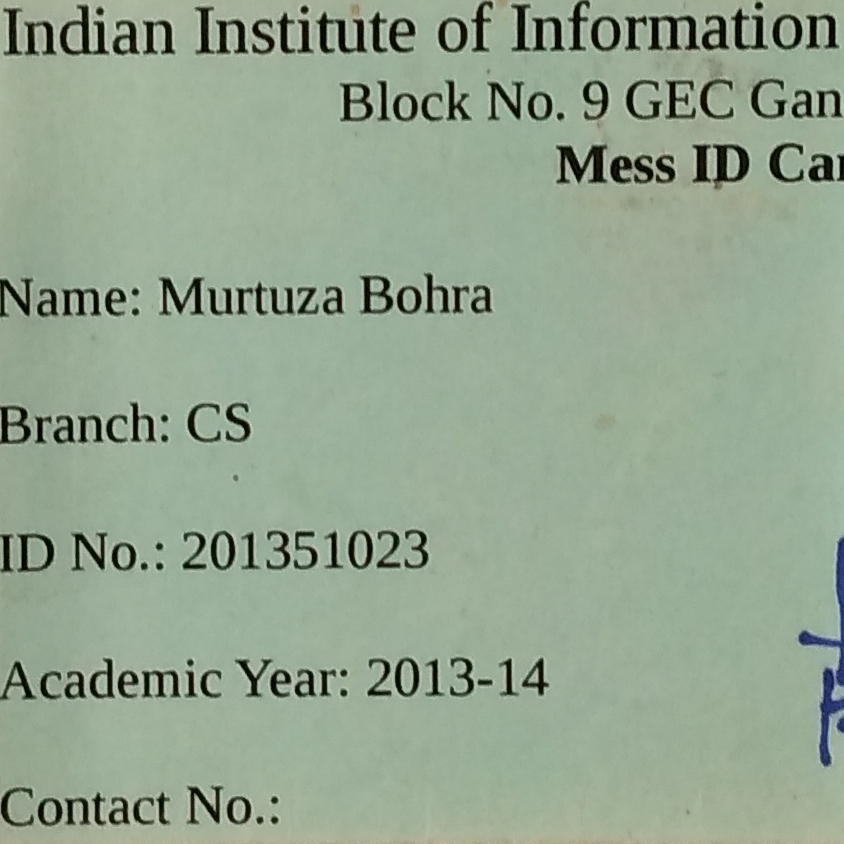 Indian Institute of Information
Block No. 9 GEC Gan
Mess ID Car
Name: Murtuza Bohra
Branch: CS
ID No.: 201351023
Academic Year: 2013-14
Contact No.: